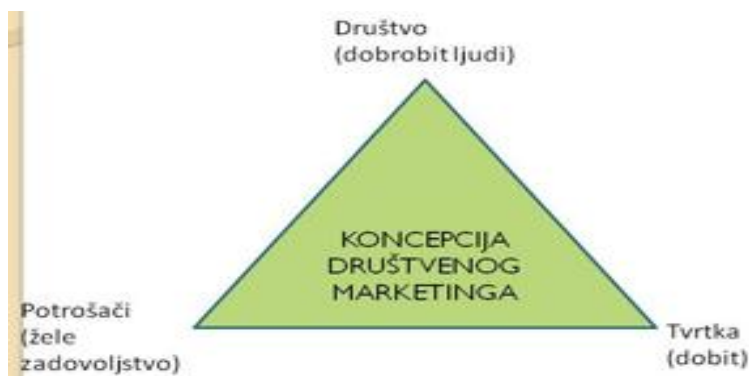 Društvo
(dobrobit ljudi)
KONCEPCIJA
DRUŠTVENOG
MARKETINGA
Potrošači
(žele
zadovoljstvo)
Tvrtka
(dobit)